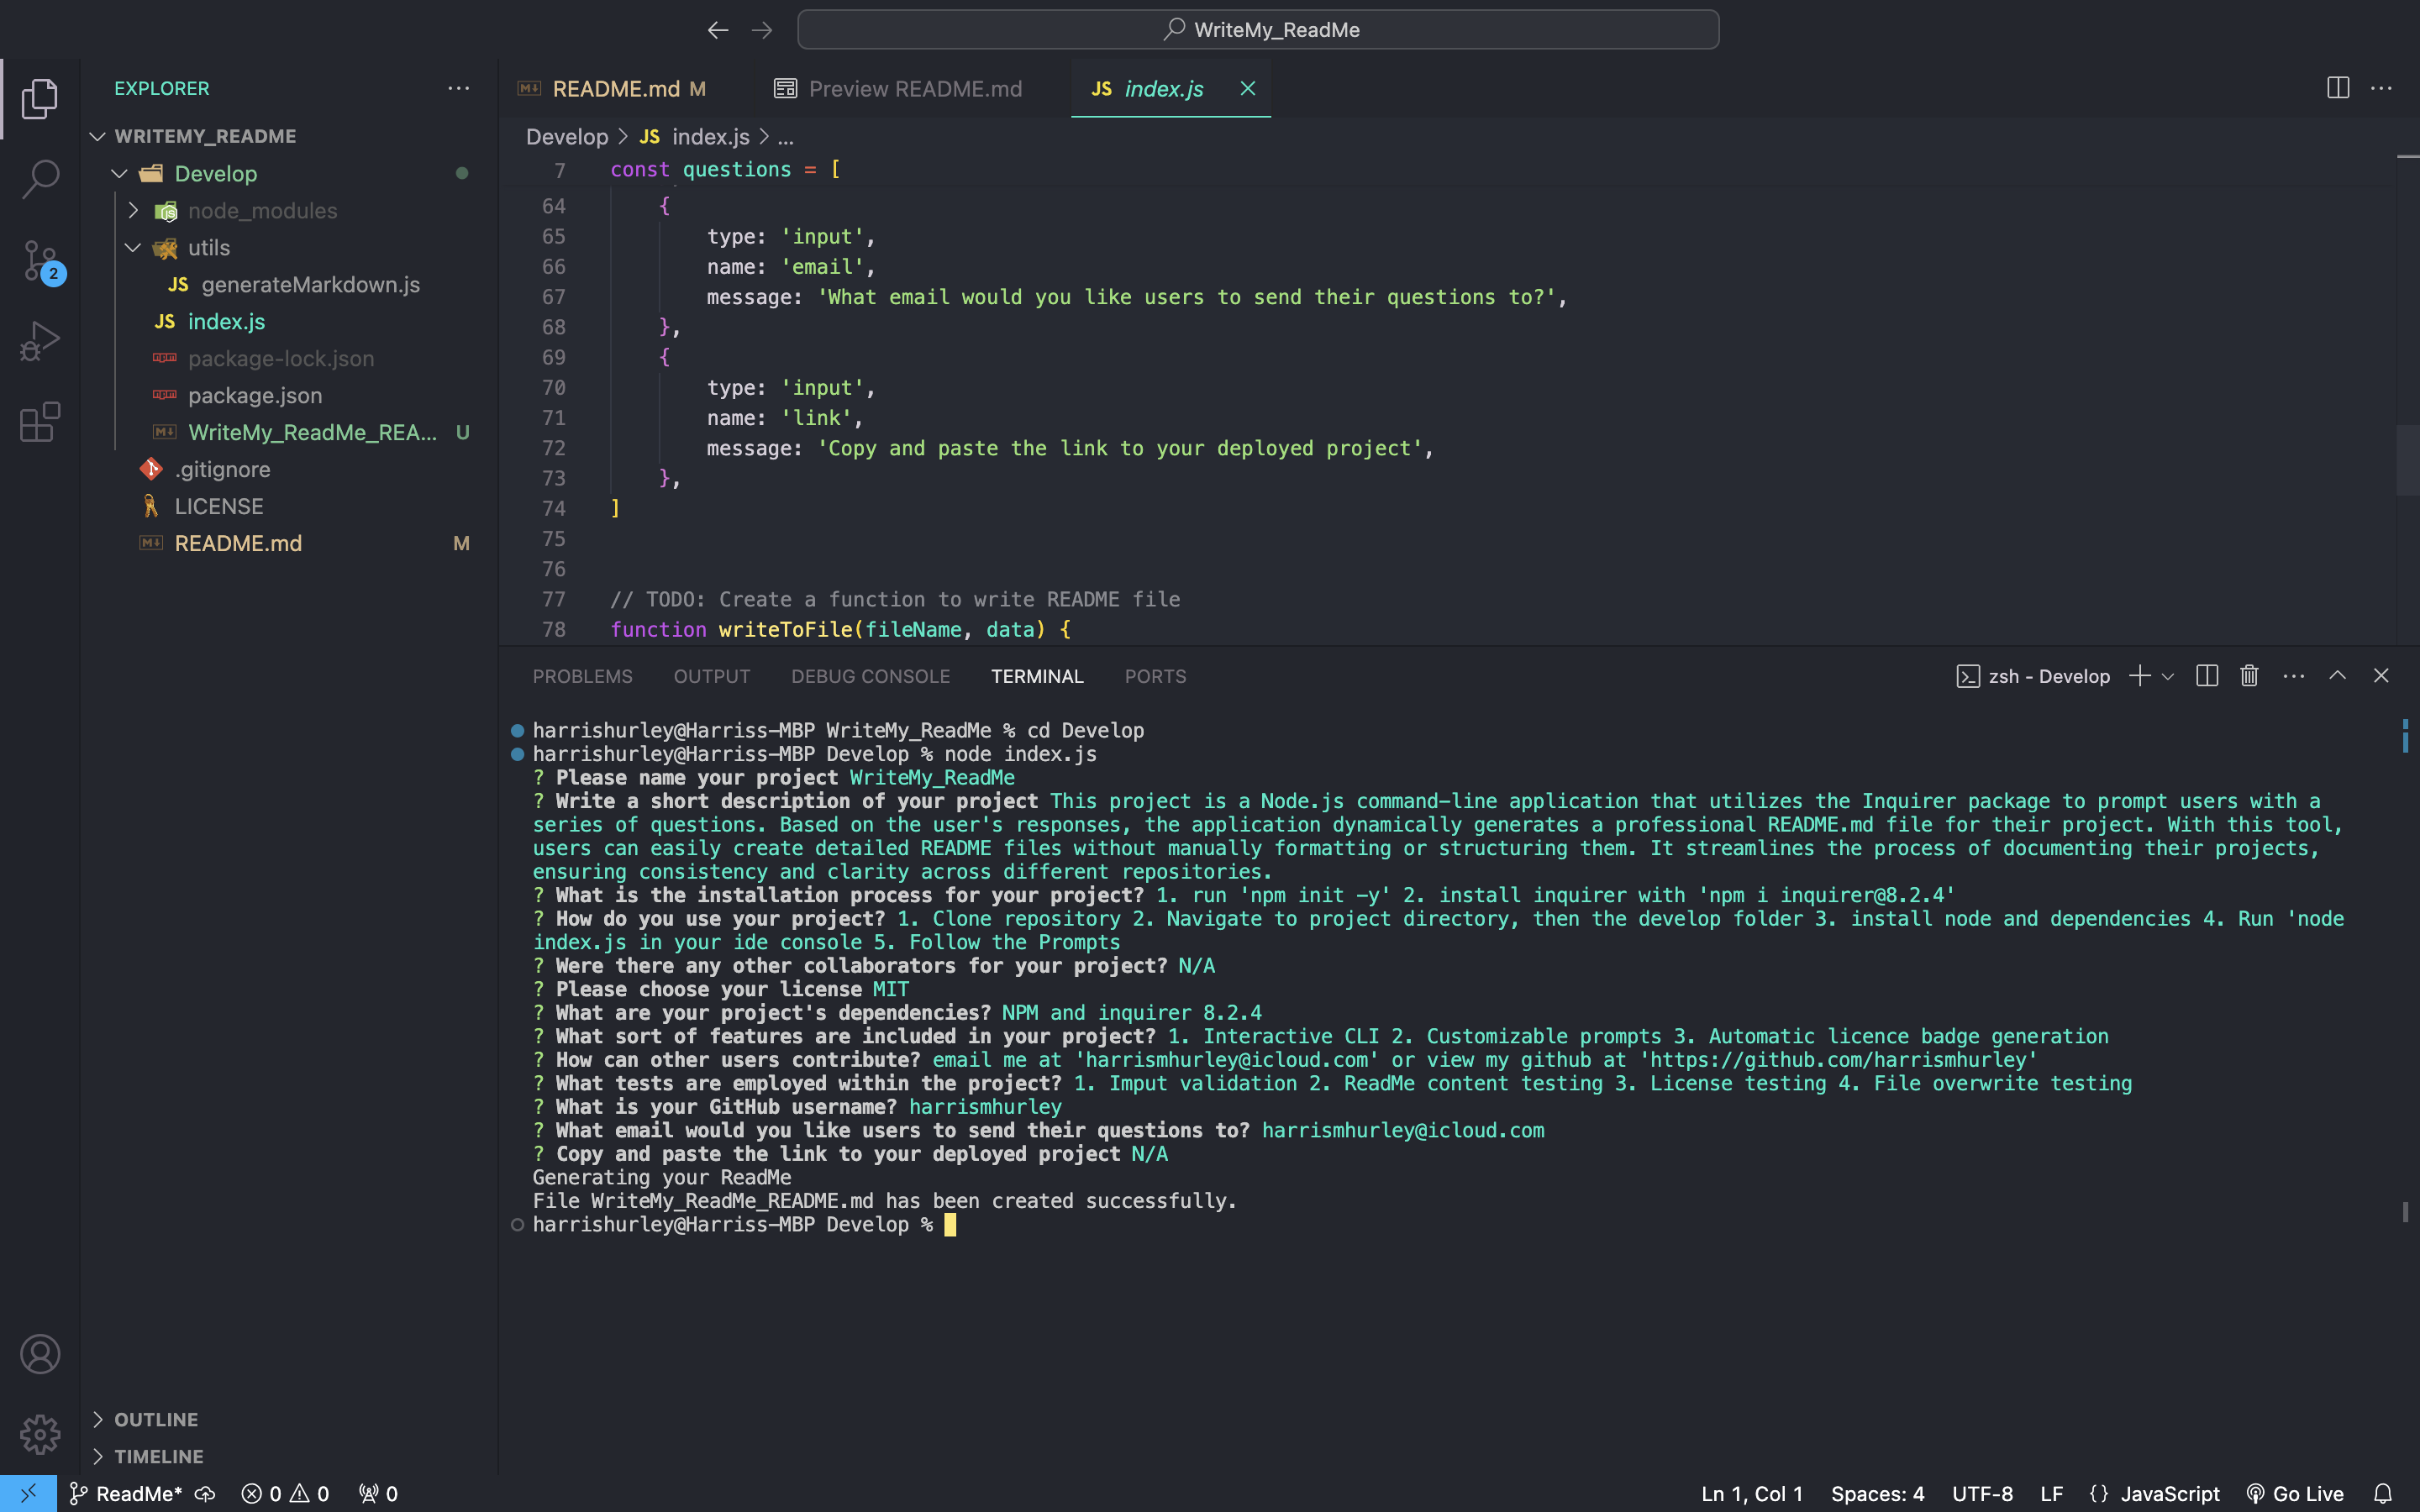 WriteMy_ReadMe
EXPLORER
WRITEMY_README
Develop
node_modules
utils
JS generateMarkdown.js
JS index.js
package-lock.json
package.json
WriteMy_ReadMe_REA... U
.gitignore
LICENSE
README.md M
2
OUTLINE
TIMELINE
README.md M
Preview README.md
JS index.js
Develop > JS index.js > ...
7 const questions = [
64 {
65 type: 'input',
66 name: 'email',
67 message: 'What email would you like users to send their questions to?',
68 },
69 {
70 type: 'input',
71 name: 'link',
72 message: 'Copy and paste the link to your deployed project',
73 },
74 ]
75
76
77 // TODO: Create a function to write README file
78 function writeToFile(fileName, data) {
PROBLEMS OUTPUT DEBUG CONSOLE TERMINAL PORTS
zsh - Develop
harrishurley@Harriss-MBP WriteMy_ReadMe % cd Develop
harrishurley@Harriss-MBP Develop % node index.js
? Please name your project WriteMy_ReadMe
? Write a short description of your project This project is a Node.js command-line application that utilizes the Inquirer package to prompt users with a
series of questions. Based on the user's responses, the application dynamically generates a professional README.md file for their project. With this tool,
users can easily create detailed README files without manually formatting or structuring them. It streamlines the process of documenting their projects,
ensuring consistency and clarity across different repositories.
? What is the installation process for your project? 1. run 'npm init -y' 2. install inquirer with 'npm i inquirer@8.2.4'
? How do you use your project? 1. Clone repository 2. Navigate to project directory, then the develop folder 3. install node and dependencies 4. Run 'node
index.js in your ide console 5. Follow the Prompts
? Were there any other collaborators for your project? N/A
? Please choose your license MIT
? What are your project's dependencies? NPM and inquirer 8.2.4
? What sort of features are included in your project? 1. Interactive CLI 2. Customizable prompts 3. Automatic licence badge generation
? How can other users contribute? email me at 'harrismhurley@icloud.com' or view my github at 'https://github.com/harrismhurley'
? What tests are employed within the project? 1. Imput validation 2. ReadMe content testing 3. License testing 4. File overwrite testing
? What is your GitHub username? harrismhurley
? What email would you like users to send their questions to? harrismhurley@icloud.com
? Copy and paste the link to your deployed project N/A
Generating your ReadMe
File WriteMy_ReadMe_README.md has been created successfully.
harrishurley@Harriss-MBP Develop %
ReadMe* 0 0 0
Ln 1, Col 1 Spaces: 4 UTF-8 LF {} JavaScript Go Live